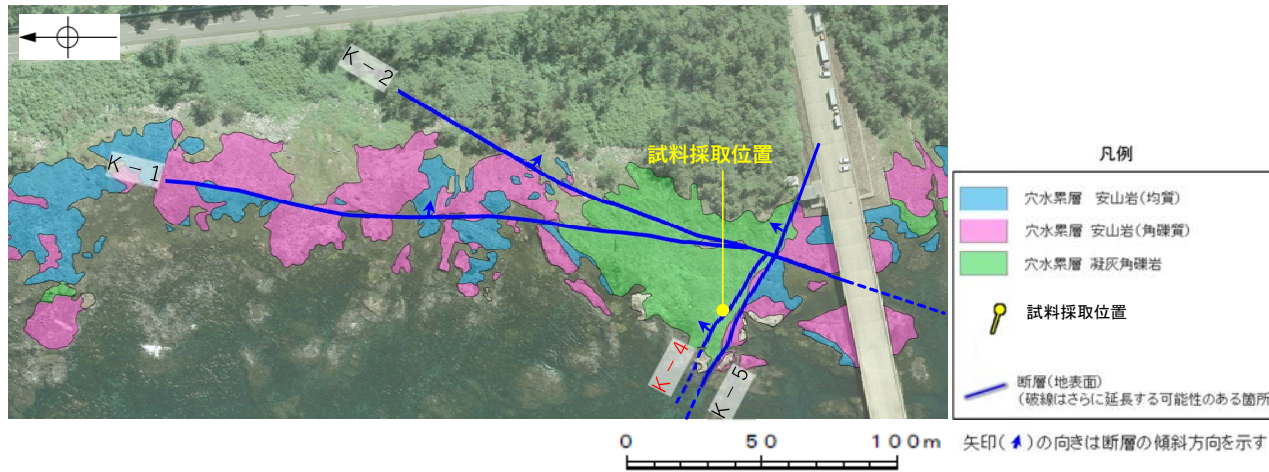 K－2
K－1
試料採取位置
K－4
K－5
凡例
穴水累層　安山岩(均質)
穴水累層 安山岩(角礫質)
穴水累層 凝灰角礫岩
試料採取位置
断層(地表面)
(破線はさらに延長する可能性のある箇所
0 50 100m
矢印( )の向きは断層の傾斜方向を示す